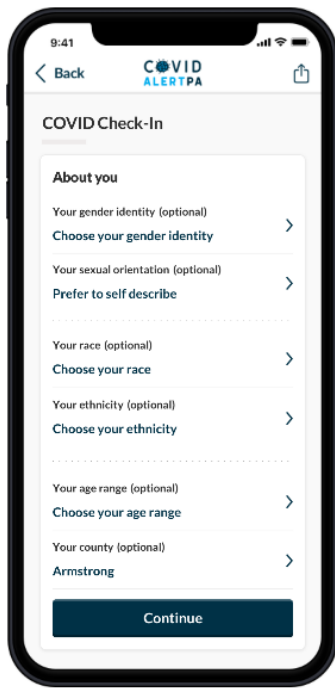 9:41
Back
COVID
ALERTPA
COVID Check-In
About you
Your gender identity (optional)
Choose your gender identity
Your sexual orientation (optional)
Prefer to self describe
Your race (optional)
Choose your race
Your ethnicity (optional)
Choose your ethnicity
Your age range (optional)
Choose your age range
Your county (optional)
Armstrong
Continue